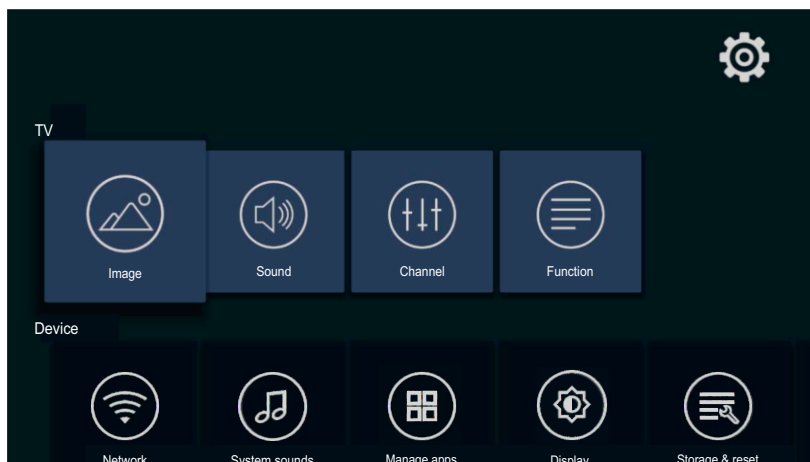 TV
Image
Sound
Channel
Function
Device
Network
System sounds
Manage apps
Display
Storage & reset